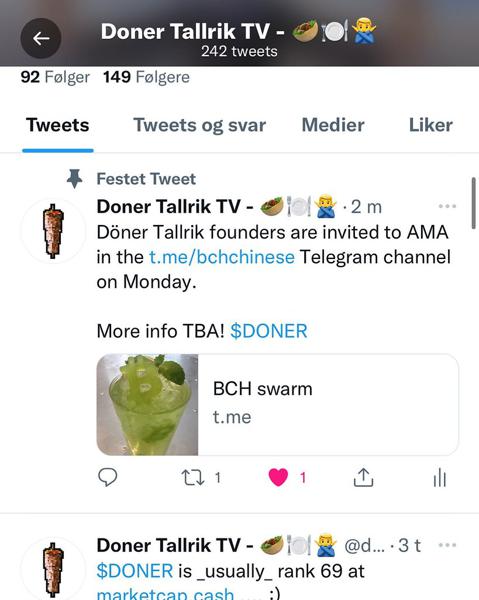 Doner Tallrik TV - 🥙🍽️🙅‍♂️
242 tweets
92 Følger 149 Følgere
Tweets Tweets og svar Medier Liker
Festet Tweet
Doner Tallrik TV - 🥙🍽️🙅‍♂️ · 2 m
Döner Tallrik founders are invited to AMA
in the t.me/bchchinese Telegram channel
on Monday.
More info TBA! $DONER
BCH swarm
t.me
1 1
Doner Tallrik TV - 🥙🍽️🙅‍♂️ @d... · 3 t
$DONER is _usually_ rank 69 at
marketcap.cash .... :)